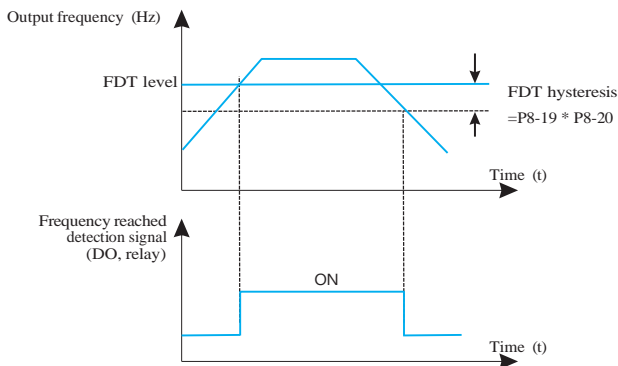 Output frequency (Hz)
FDT level
FDT hysteresis
=P8-19 * P8-20
Time (t)
Frequency reached
detection signal
(DO, relay)
ON
Time (t)